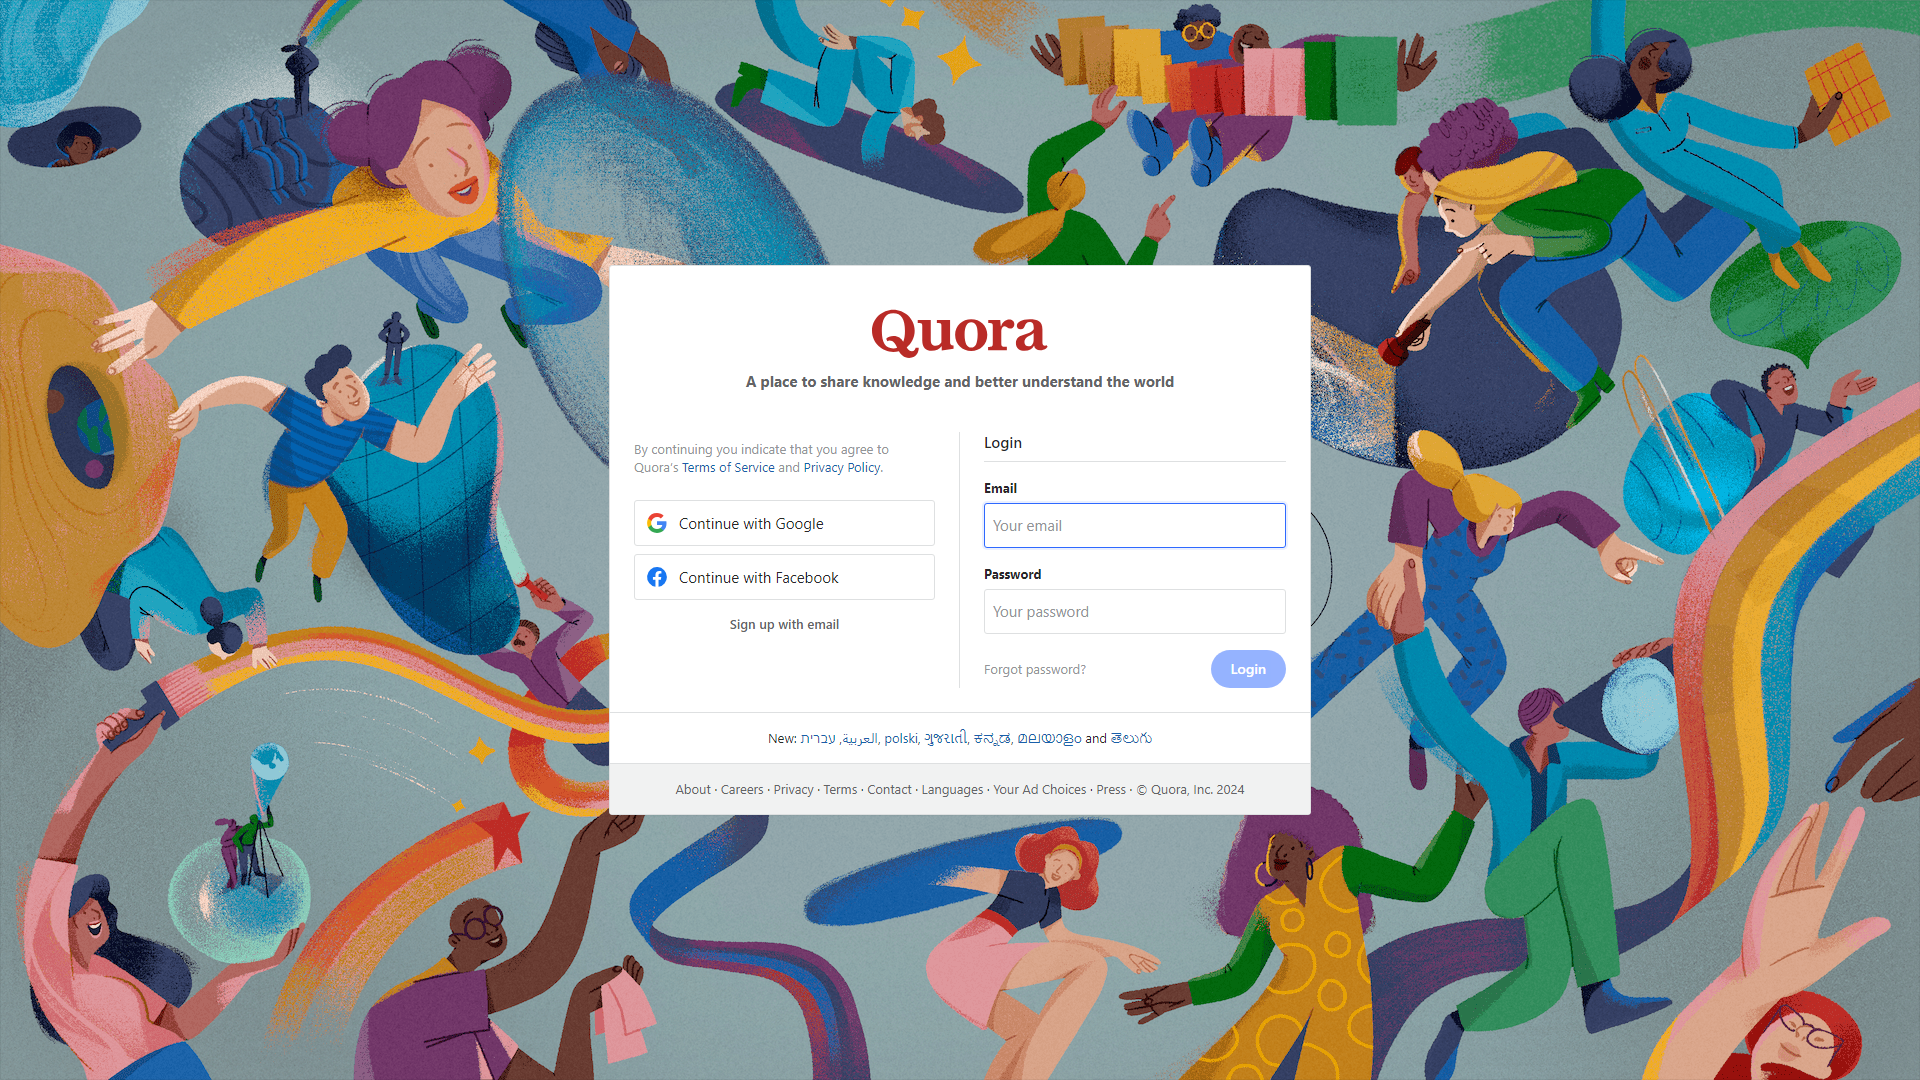 Quora
A place to share knowledge and better understand the world
By continuing you indicate that you agree to
Quora's Terms of Service and Privacy Policy.
Continue with Google
Continue with Facebook
Sign up with email
Login
Email
Your email
Password
Your password
Forgot password?
Login
New: עברית, العربية, polski, ગુજરાતી, ಕನ್ನಡ, മലയാളം and తెలుగు
About · Careers · Privacy · Terms · Contact · Languages · Your Ad Choices · Press · © Quora, Inc. 2024